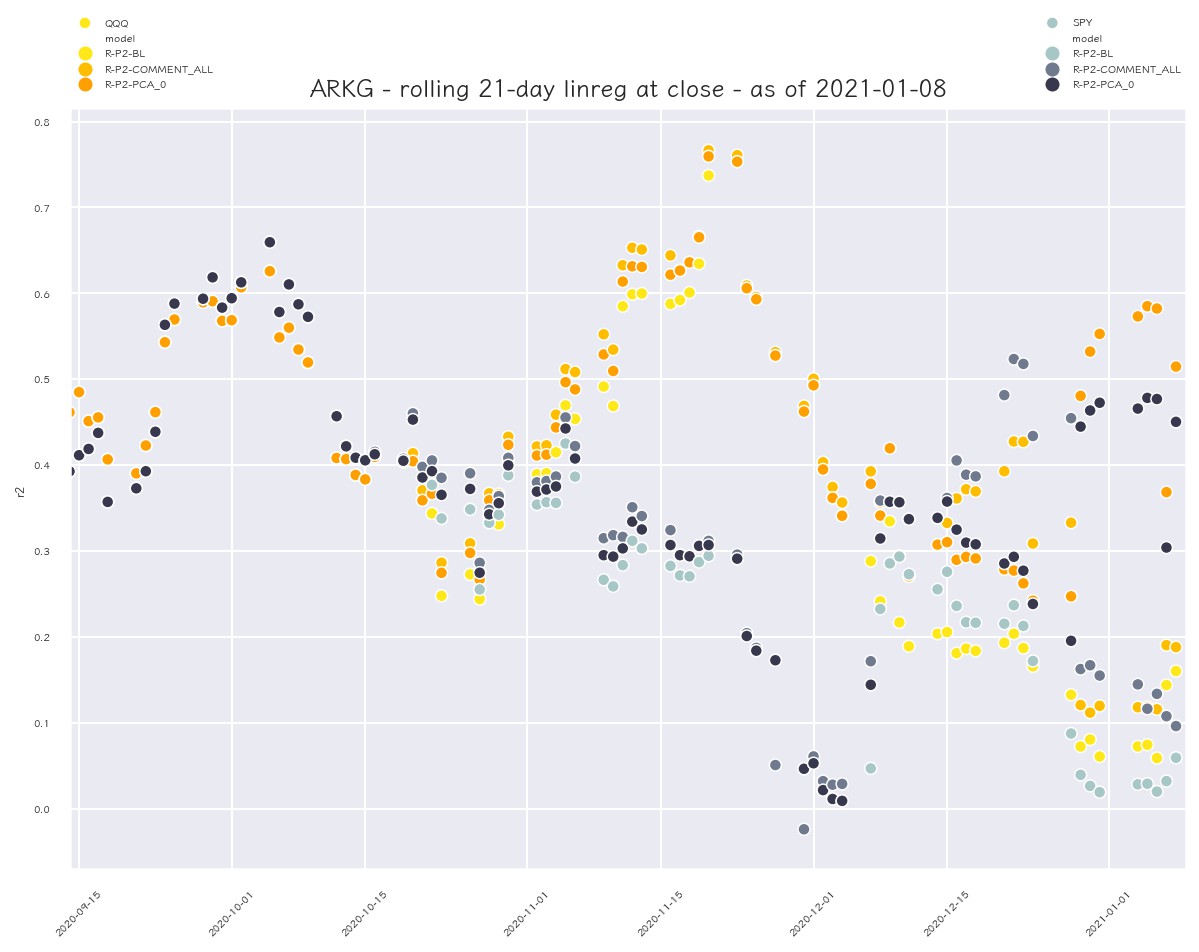 QQQ
model
R-P2-BL
R-P2-COMMENT_ALL
R-P2-PCA_0
SPY
model
R-P2-BL
R-P2-COMMENT_ALL
R-P2-PCA_0
ARKG - rolling 21-day linreg at close - as of 2021-01-08
0.8
0.7
0.6
0.5
0.4
0.3
0.2
0.1
0.0
r2
2020-09-15
2020-10-01
2020-10-15
2020-11-01
2020-11-15
2020-12-01
2020-12-15
2021-01-01